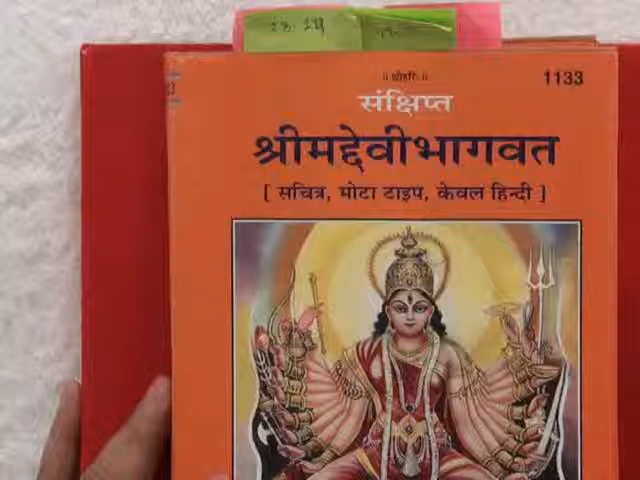 ॥ श्रीहरिः ॥
1133
संक्षिप्त
श्रीमद्देवीभागवत
[ सचित्र, मोटा टाइप, केवल हिन्दी ]